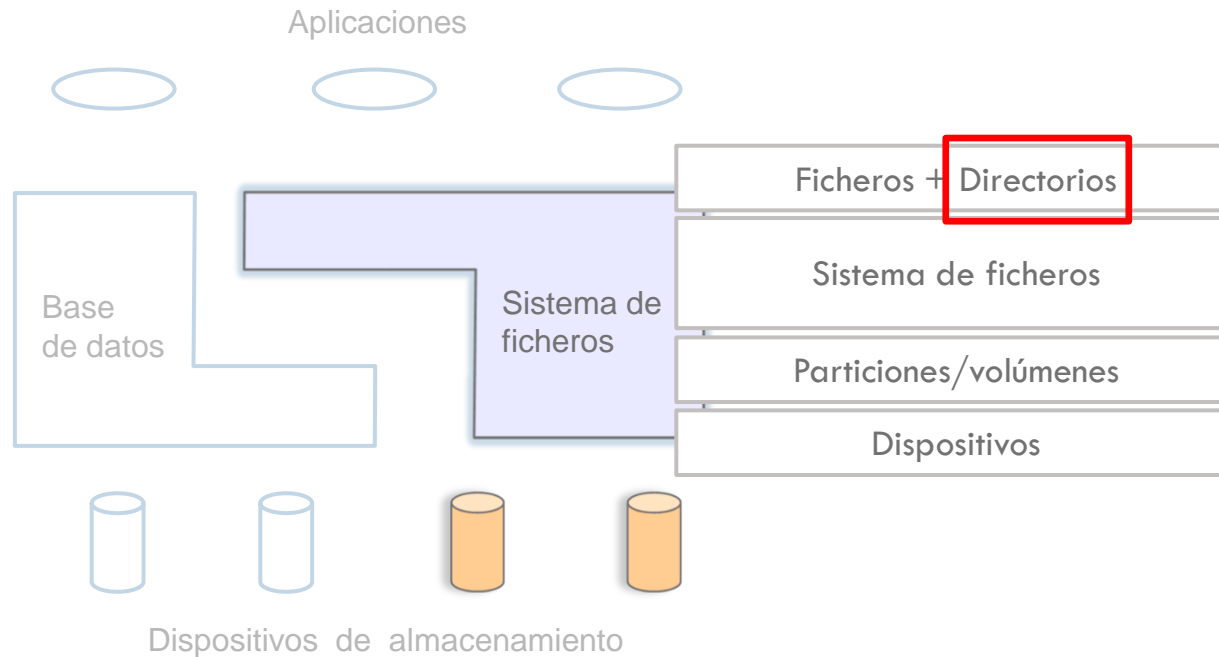 Aplicaciones
Ficheros + Directorios
Sistema de ficheros
Base
de datos
Sistema de
ficheros
Particiones/volúmenes
Dispositivos
Dispositivos de almacenamiento